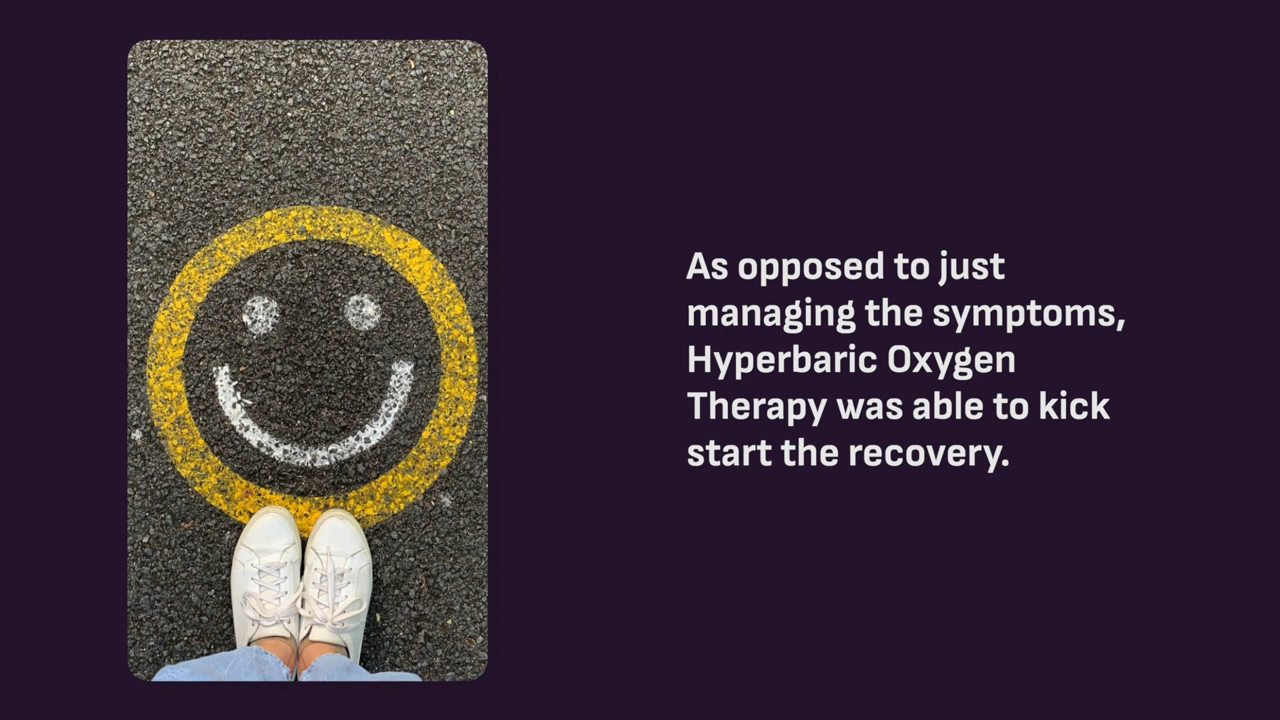 As opposed to just
managing the symptoms,
Hyperbaric Oxygen
Therapy was able to kick
start the recovery.